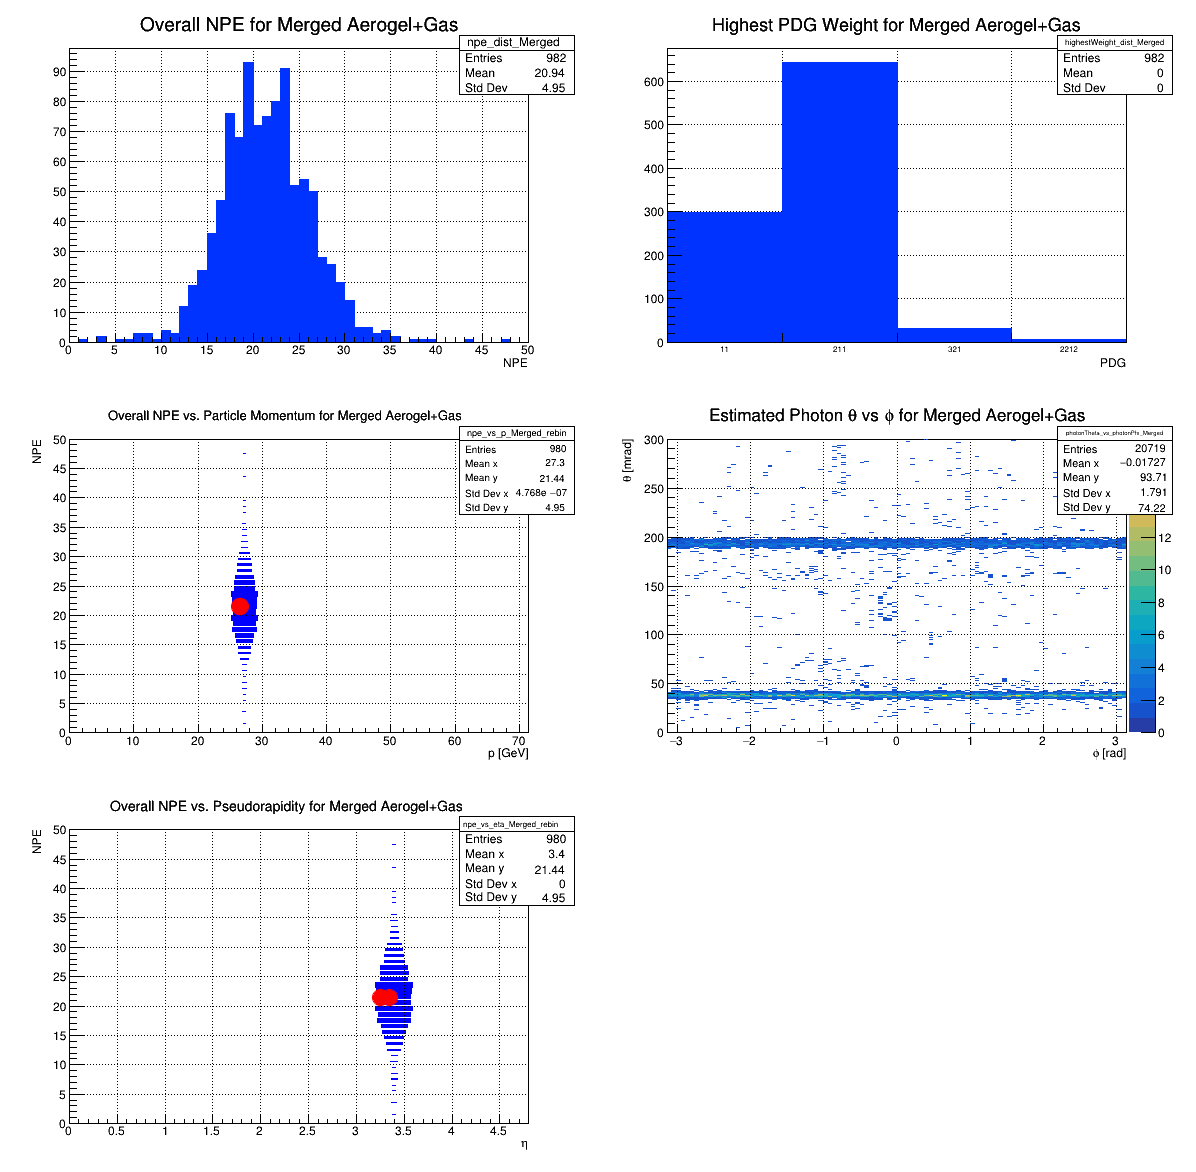 Overall NPE for Merged Aerogel+Gas
npe_dist_Merged
Entries 982
Mean 20.94
Std Dev 4.95
90
80
70
60
50
40
30
20
10
0
0 5 10 15 20 25 30 35 40 45 50
NPE
Highest PDG Weight for Merged Aerogel+Gas
highestWeight_dist_Merged
Entries 982
Mean 0
Std Dev 0
600
500
400
300
200
100
0
11 211 321 2212
PDG
Overall NPE vs. Particle Momentum for Merged Aerogel+Gas
npe_vs_p_Merged_rebin
Entries 980
Mean x 27.3
Mean y 21.44
Std Dev x 4.768e −07
Std Dev y 4.95
NPE
50
45
40
35
30
25
20
15
10
5
0
0 10 20 30 40 50 60 70
p [GeV]
Estimated Photon θ vs ϕ for Merged Aerogel+Gas
photonTheta_vs_photonPhi_Merged
Entries 20719
Mean x −0.01727
Mean y 93.71
Std Dev x 1.791
Std Dev y 74.22
θ [mrad]
300
250
200
150
100
50
0
−3 −2 −1 0 1 2 3
ϕ [rad]
12
10
8
6
4
2
0
Overall NPE vs. Pseudorapidity for Merged Aerogel+Gas
npe_vs_eta_Merged_rebin
Entries 980
Mean x 3.4
Mean y 21.44
Std Dev x 0
Std Dev y 4.95
NPE
50
45
40
35
30
25
20
15
10
5
0
0 0.5 1 1.5 2 2.5 3 3.5 4 4.5
η